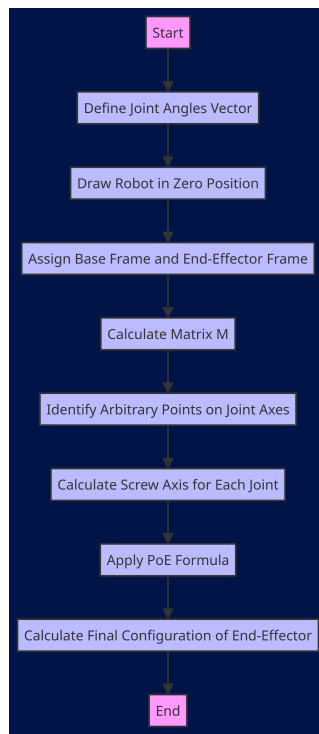 Start
Define Joint Angles Vector
Draw Robot in Zero Position
Assign Base Frame and End-Effector Frame
Calculate Matrix M
Identify Arbitrary Points on Joint Axes
Calculate Screw Axis for Each Joint
Apply PoE Formula
Calculate Final Configuration of End-Effector
End